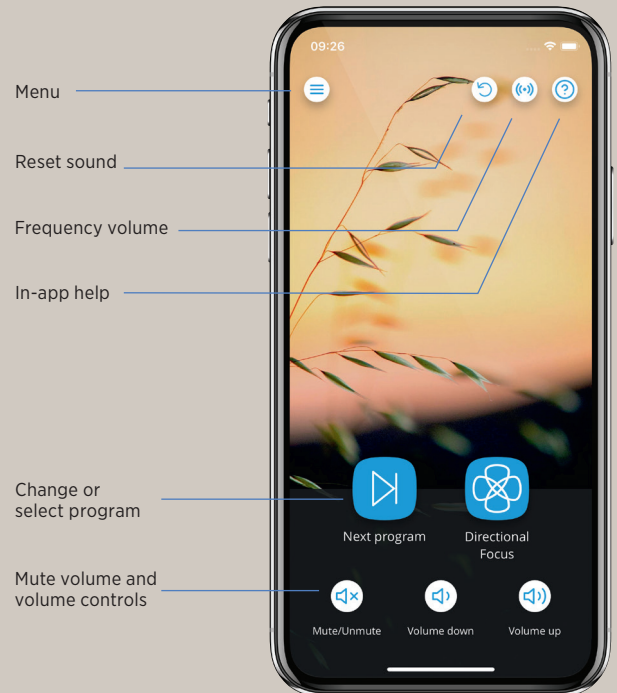 09:26
Menu
Reset sound
Frequency volume
In-app help
Change or
select program
Next program
Directional
Focus
Mute volume and
volume controls
Mute/Unmute
Volume down
Volume up